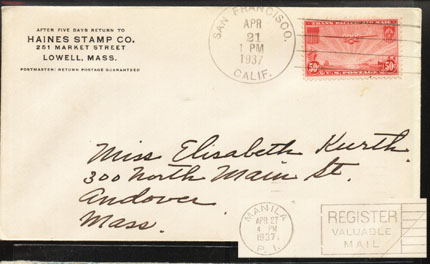 AFTER FIVE DAYS RETURN TO
HAINES STAMP CO.
251 MARKET STREET
LOWELL, MASS.
POSTMASTER: RETURN POSTAGE GUARANTEED
SAN FRANCISCO,
APR
21
1 PM
1937
CALIF.
TRANS-PACIFIC AIR MAIL
50¢ U.S. POSTAGE 50¢
Miss Elisabeth Kurth
300 North Main St.
Andover
Mass.
MANILA
APR 27
4 PM
1937
P.I.
REGISTER
VALUABLE
MAIL